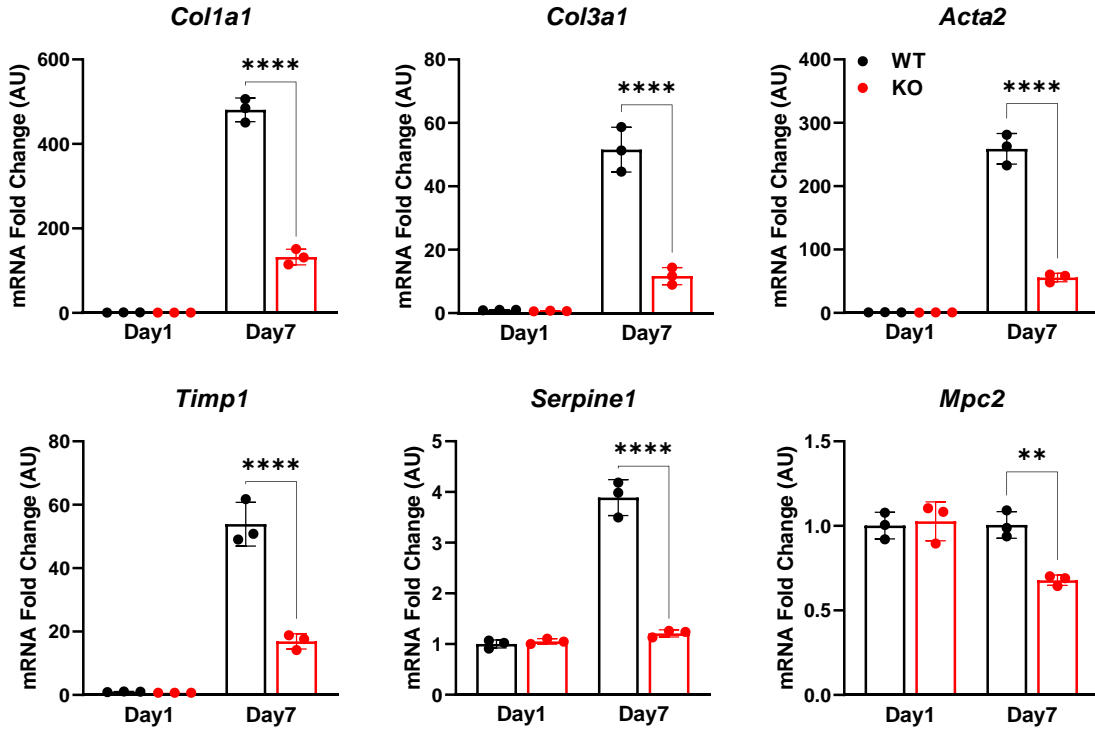 Col1a1
mRNA Fold Change (AU)
600
400
200
0
****
Day1
Day7
Col3a1
mRNA Fold Change (AU)
80
60
40
20
0
****
Day1
Day7
Acta2
mRNA Fold Change (AU)
400
300
200
100
0
WT
KO
****
Day1
Day7
Timp1
mRNA Fold Change (AU)
80
60
40
20
0
****
Day1
Day7
Serpine1
mRNA Fold Change (AU)
5
4
3
2
1
0
****
Day1
Day7
Mpc2
mRNA Fold Change (AU)
1.5
1.0
0.5
0.0
**
Day1
Day7